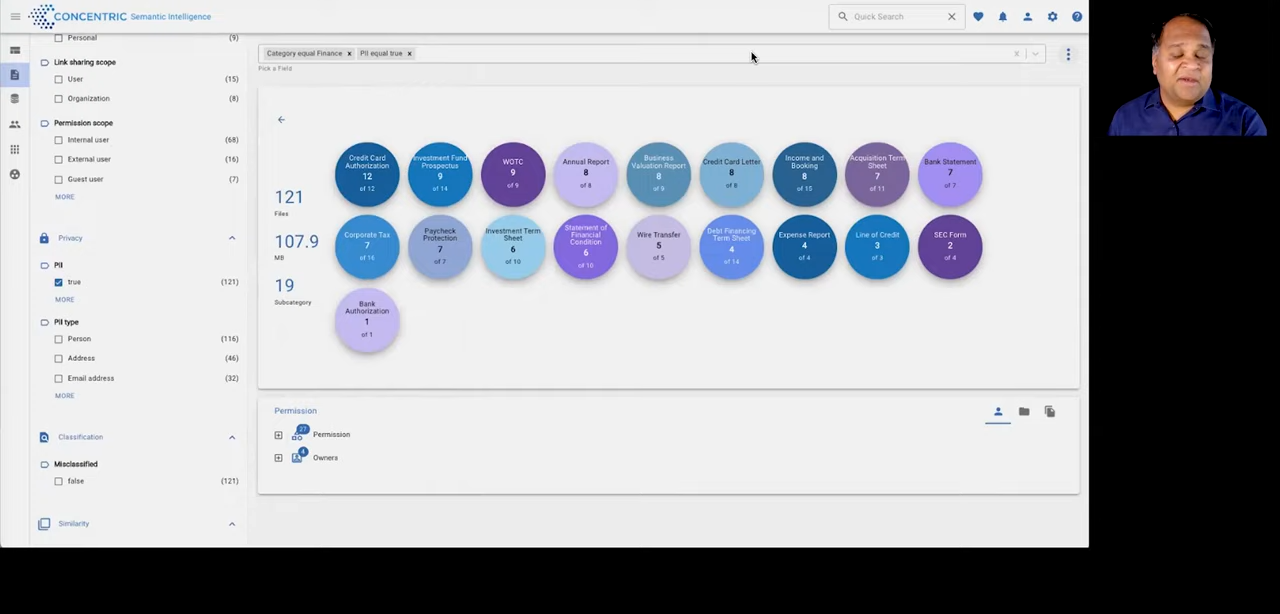 CONCENTRIC Semantic Intelligence
Quick Search
Personal (9)
Link sharing scope
User (15)
Organization (8)
Permission scope
Internal user (68)
External user (16)
Guest user (7)
MORE
Privacy
PII
true (121)
MORE
PII type
Person (116)
Address (46)
Email address (32)
MORE
Classification
Misclassified
false (121)
Similarity
Category equal Finance x PII equal true x
Pick a Field
121
Files
107.9
MB
19
Subcategory
Credit Card
Authorization
12
of 12
Investment Fund
Prospectus
9
of 14
WOTC
9
of 9
Annual Report
8
of 8
Business
Valuation Report
8
of 9
Credit Card Letter
8
of 8
Income and
Booking
8
of 15
Acquisition Term
Sheet
7
of 11
Bank Statement
7
of 7
Corporate Tax
7
of 16
Paycheck
Protection
7
of 7
Investment Term
Sheet
6
of 10
Statement of
Financial
Condition
6
of 10
Wire Transfer
5
of 5
Debt Financing
Term Sheet
4
of 14
Expense Report
4
of 4
Line of Credit
3
of 3
SEC Form
2
of 4
Bank
Authorization
1
of 1
Permission
27
Permission
4
Owners